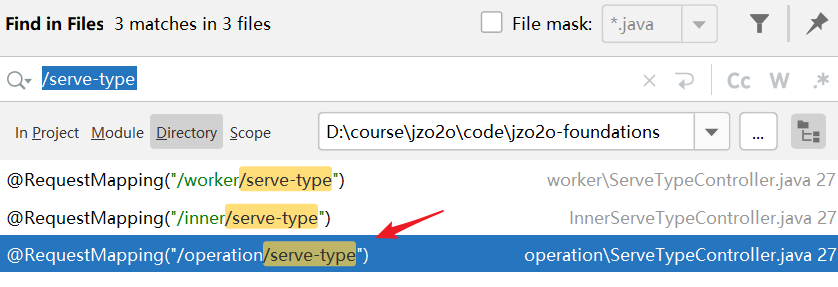 Find in Files 3 matches in 3 files File mask: *.java
/serve-type Cc W .*
In Project Module Directory Scope D:\course\jzo2o\code\jzo2o-foundations ...
@RequestMapping("/worker/serve-type") worker\ServeTypeController.java 27
@RequestMapping("/inner/serve-type") InnerServeTypeController.java 27
@RequestMapping("/operation/serve-type") operation\ServeTypeController.java 27